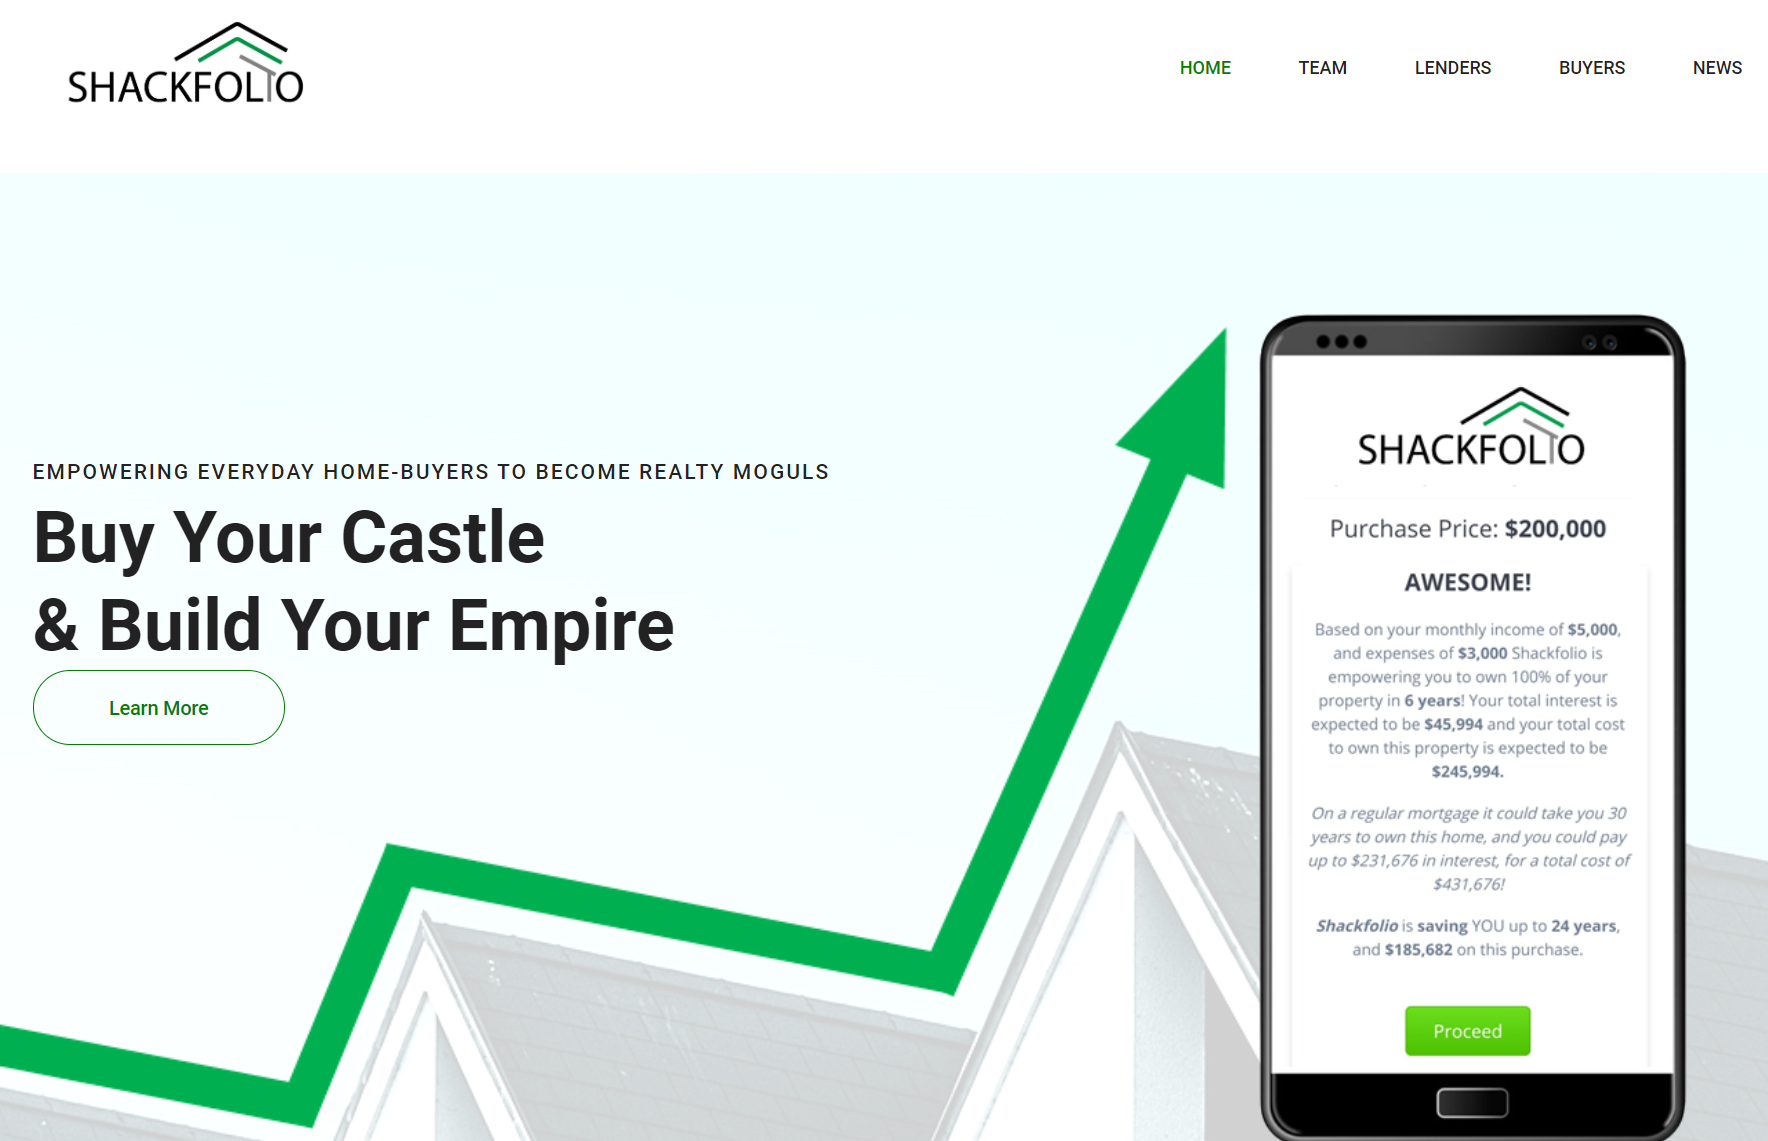 SHACKFOLIO
HOME TEAM LENDERS BUYERS NEWS
EMPOWERING EVERYDAY HOME-BUYERS TO BECOME REALTY MOGULS
Buy Your Castle
& Build Your Empire
Learn More
SHACKFOLIO
Purchase Price: $200,000
AWESOME!
Based on your monthly income of $5,000,
and expenses of $3,000 Shackfolio is
empowering you to own 100% of your
property in 6 years! Your total interest is
expected to be $45,994 and your total cost
to own this property is expected to be
$245,994.
On a regular mortgage it could take you 30
years to own this home, and you could pay
up to $231,676 in interest, for a total cost of
$431,676!
Shackfolio is saving YOU up to 24 years,
and $185,682 on this purchase.
Proceed